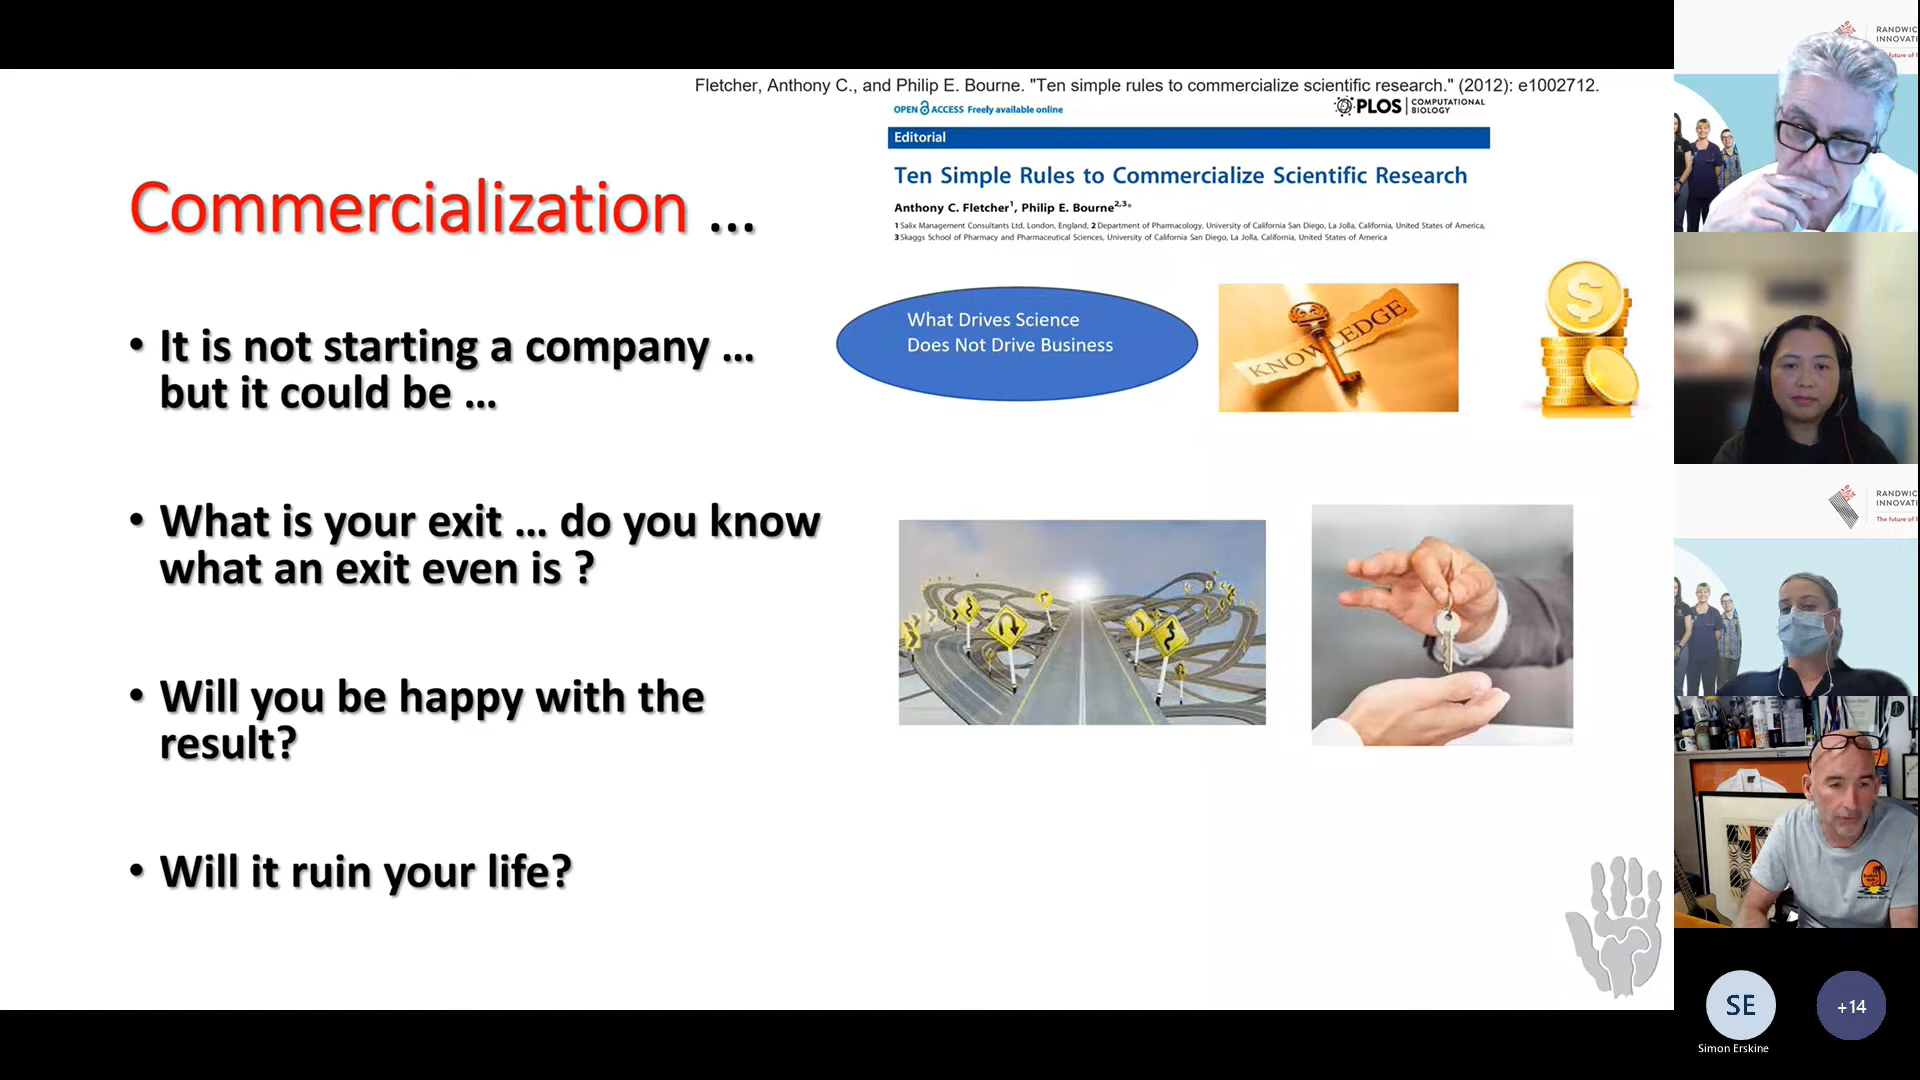 Fletcher, Anthony C., and Philip E. Bourne. "Ten simple rules to commercialize scientific research." (2012): e1002712.
OPEN ACCESS Freely available online
PLOS | COMPUTATIONAL BIOLOGY
Editorial
Ten Simple Rules to Commercialize Scientific Research
Anthony C. Fletcher1, Philip E. Bourne2,3*
1 Salix Management Consultants Ltd, London, England, 2 Department of Pharmacology, University of California San Diego, La Jolla, California, United States of America,
3 Skaggs School of Pharmacy and Pharmaceutical Sciences, University of California San Diego, La Jolla, California, United States of America
Commercialization ...
• It is not starting a company ...
but it could be ...
• What is your exit ... do you know
what an exit even is ?
• Will you be happy with the
result?
• Will it ruin your life?
What Drives Science
Does Not Drive Business
KNOWLEDGE
$
RANDWIC
INNOVATI
future of
RANDWIC
INNOVATI
The future of
SE
Simon Erskine
+14